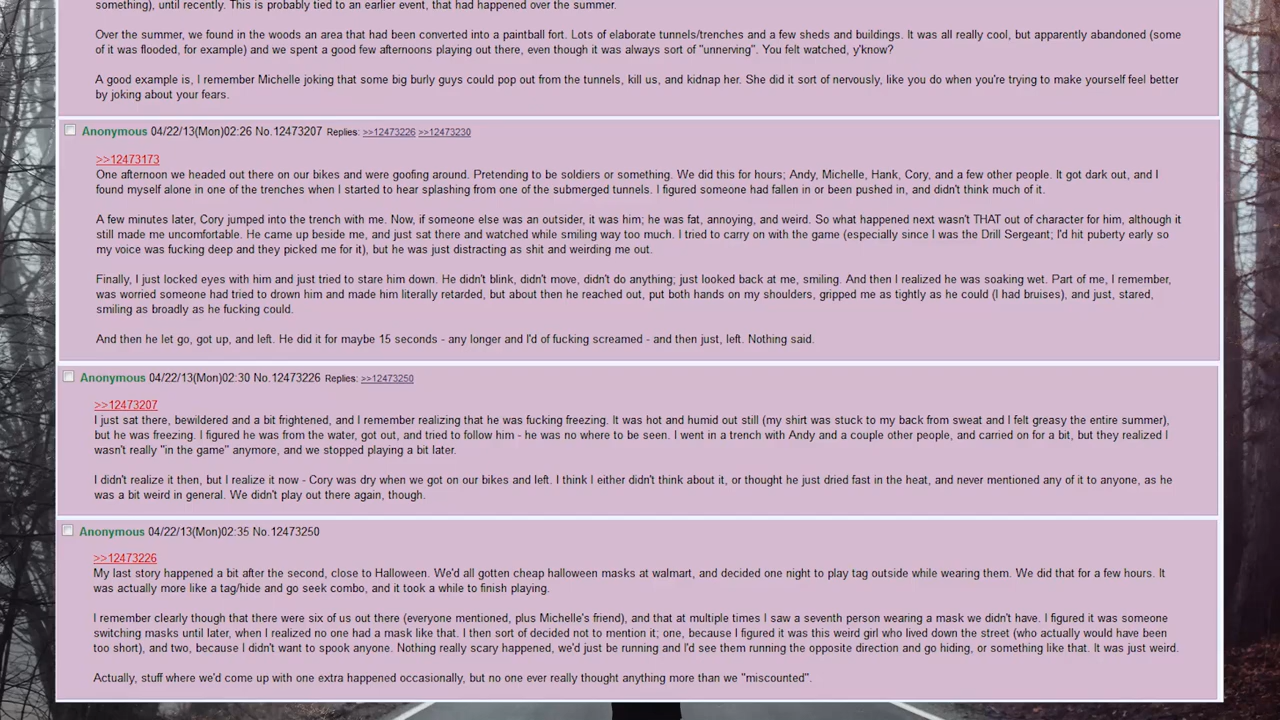 something), until recently. This is probably tied to an earlier event, that had happened over the summer.
Over the summer, we found in the woods an area that had been converted into a paintball fort. Lots of elaborate tunnels/trenches and a few sheds and buildings. It was all really cool, but apparently abandoned (some
of it was flooded, for example) and we spent a good few afternoons playing out there, even though it was always sort of "unnerving". You felt watched, y'know?
A good example is, I remember Michelle joking that some big burly guys could pop out from the tunnels, kill us, and kidnap her. She did it sort of nervously, like you do when you're trying to make yourself feel better
by joking about your fears.
Anonymous 04/22/13(Mon)02:26 No.12473207 Replies: >>12473226 >>12473230
>>12473173
One afternoon we headed out there on our bikes and were goofing around. Pretending to be soldiers or something. We did this for hours; Andy, Michelle, Hank, Cory, and a few other people. It got dark out, and I
found myself alone in one of the trenches when I started to hear splashing from one of the submerged tunnels. I figured someone had fallen in or been pushed in, and didn't think much of it.
A few minutes later, Cory jumped into the trench with me. Now, if someone else was an outsider, it was him; he was fat, annoying, and weird. So what happened next wasn't THAT out of character for him, although it
still made me uncomfortable. He came up beside me, and just sat there and watched while smiling way too much. I tried to carry on with the game (especially since I was the Drill Sergeant; I'd hit puberty early so
my voice was fucking deep and they picked me for it), but he was just distracting as shit and weirding me out.
Finally, I just locked eyes with him and just tried to stare him down. He didn't blink, didn't move, didn't do anything; just looked back at me, smiling. And then I realized he was soaking wet. Part of me, I remember,
was worried someone had tried to drown him and made him literally retarded, but about then he reached out, put both hands on my shoulders, gripped me as tightly as he could (I had bruises), and just, stared,
smiling as broadly as he fucking could.
And then he let go, got up, and left. He did it for maybe 15 seconds - any longer and I'd of fucking screamed - and then just, left. Nothing said.
Anonymous 04/22/13(Mon)02:30 No.12473226 Replies: >>12473250
>>12473207
I just sat there, bewildered and a bit frightened, and I remember realizing that he was fucking freezing. It was hot and humid out still (my shirt was stuck to my back from sweat and I felt greasy the entire summer),
but he was freezing. I figured he was from the water, got out, and tried to follow him - he was no where to be seen. I went in a trench with Andy and a couple other people, and carried on for a bit, but they realized I
wasn't really "in the game" anymore, and we stopped playing a bit later.
I didn't realize it then, but I realize it now - Cory was dry when we got on our bikes and left. I think I either didn't think about it, or thought he just dried fast in the heat, and never mentioned any of it to anyone, as he
was a bit weird in general. We didn't play out there again, though.
Anonymous 04/22/13(Mon)02:35 No.12473250
>>12473226
My last story happened a bit after the second, close to Halloween. We'd all gotten cheap halloween masks at walmart, and decided one night to play tag outside while wearing them. We did that for a few hours. It
was actually more like a tag/hide and go seek combo, and it took a while to finish playing.
I remember clearly though that there were six of us out there (everyone mentioned, plus Michelle's friend), and that at multiple times I saw a seventh person wearing a mask we didn't have. I figured it was someone
switching masks until later, when I realized no one had a mask like that. I then sort of decided not to mention it; one, because I figured it was this weird girl who lived down the street (who actually would have been
too short), and two, because I didn't want to spook anyone. Nothing really scary happened, we'd just be running and I'd see them running the opposite direction and go hiding, or something like that. It was just weird.
Actually, stuff where we'd come up with one extra happened occasionally, but no one ever really thought anything more than we "miscounted".